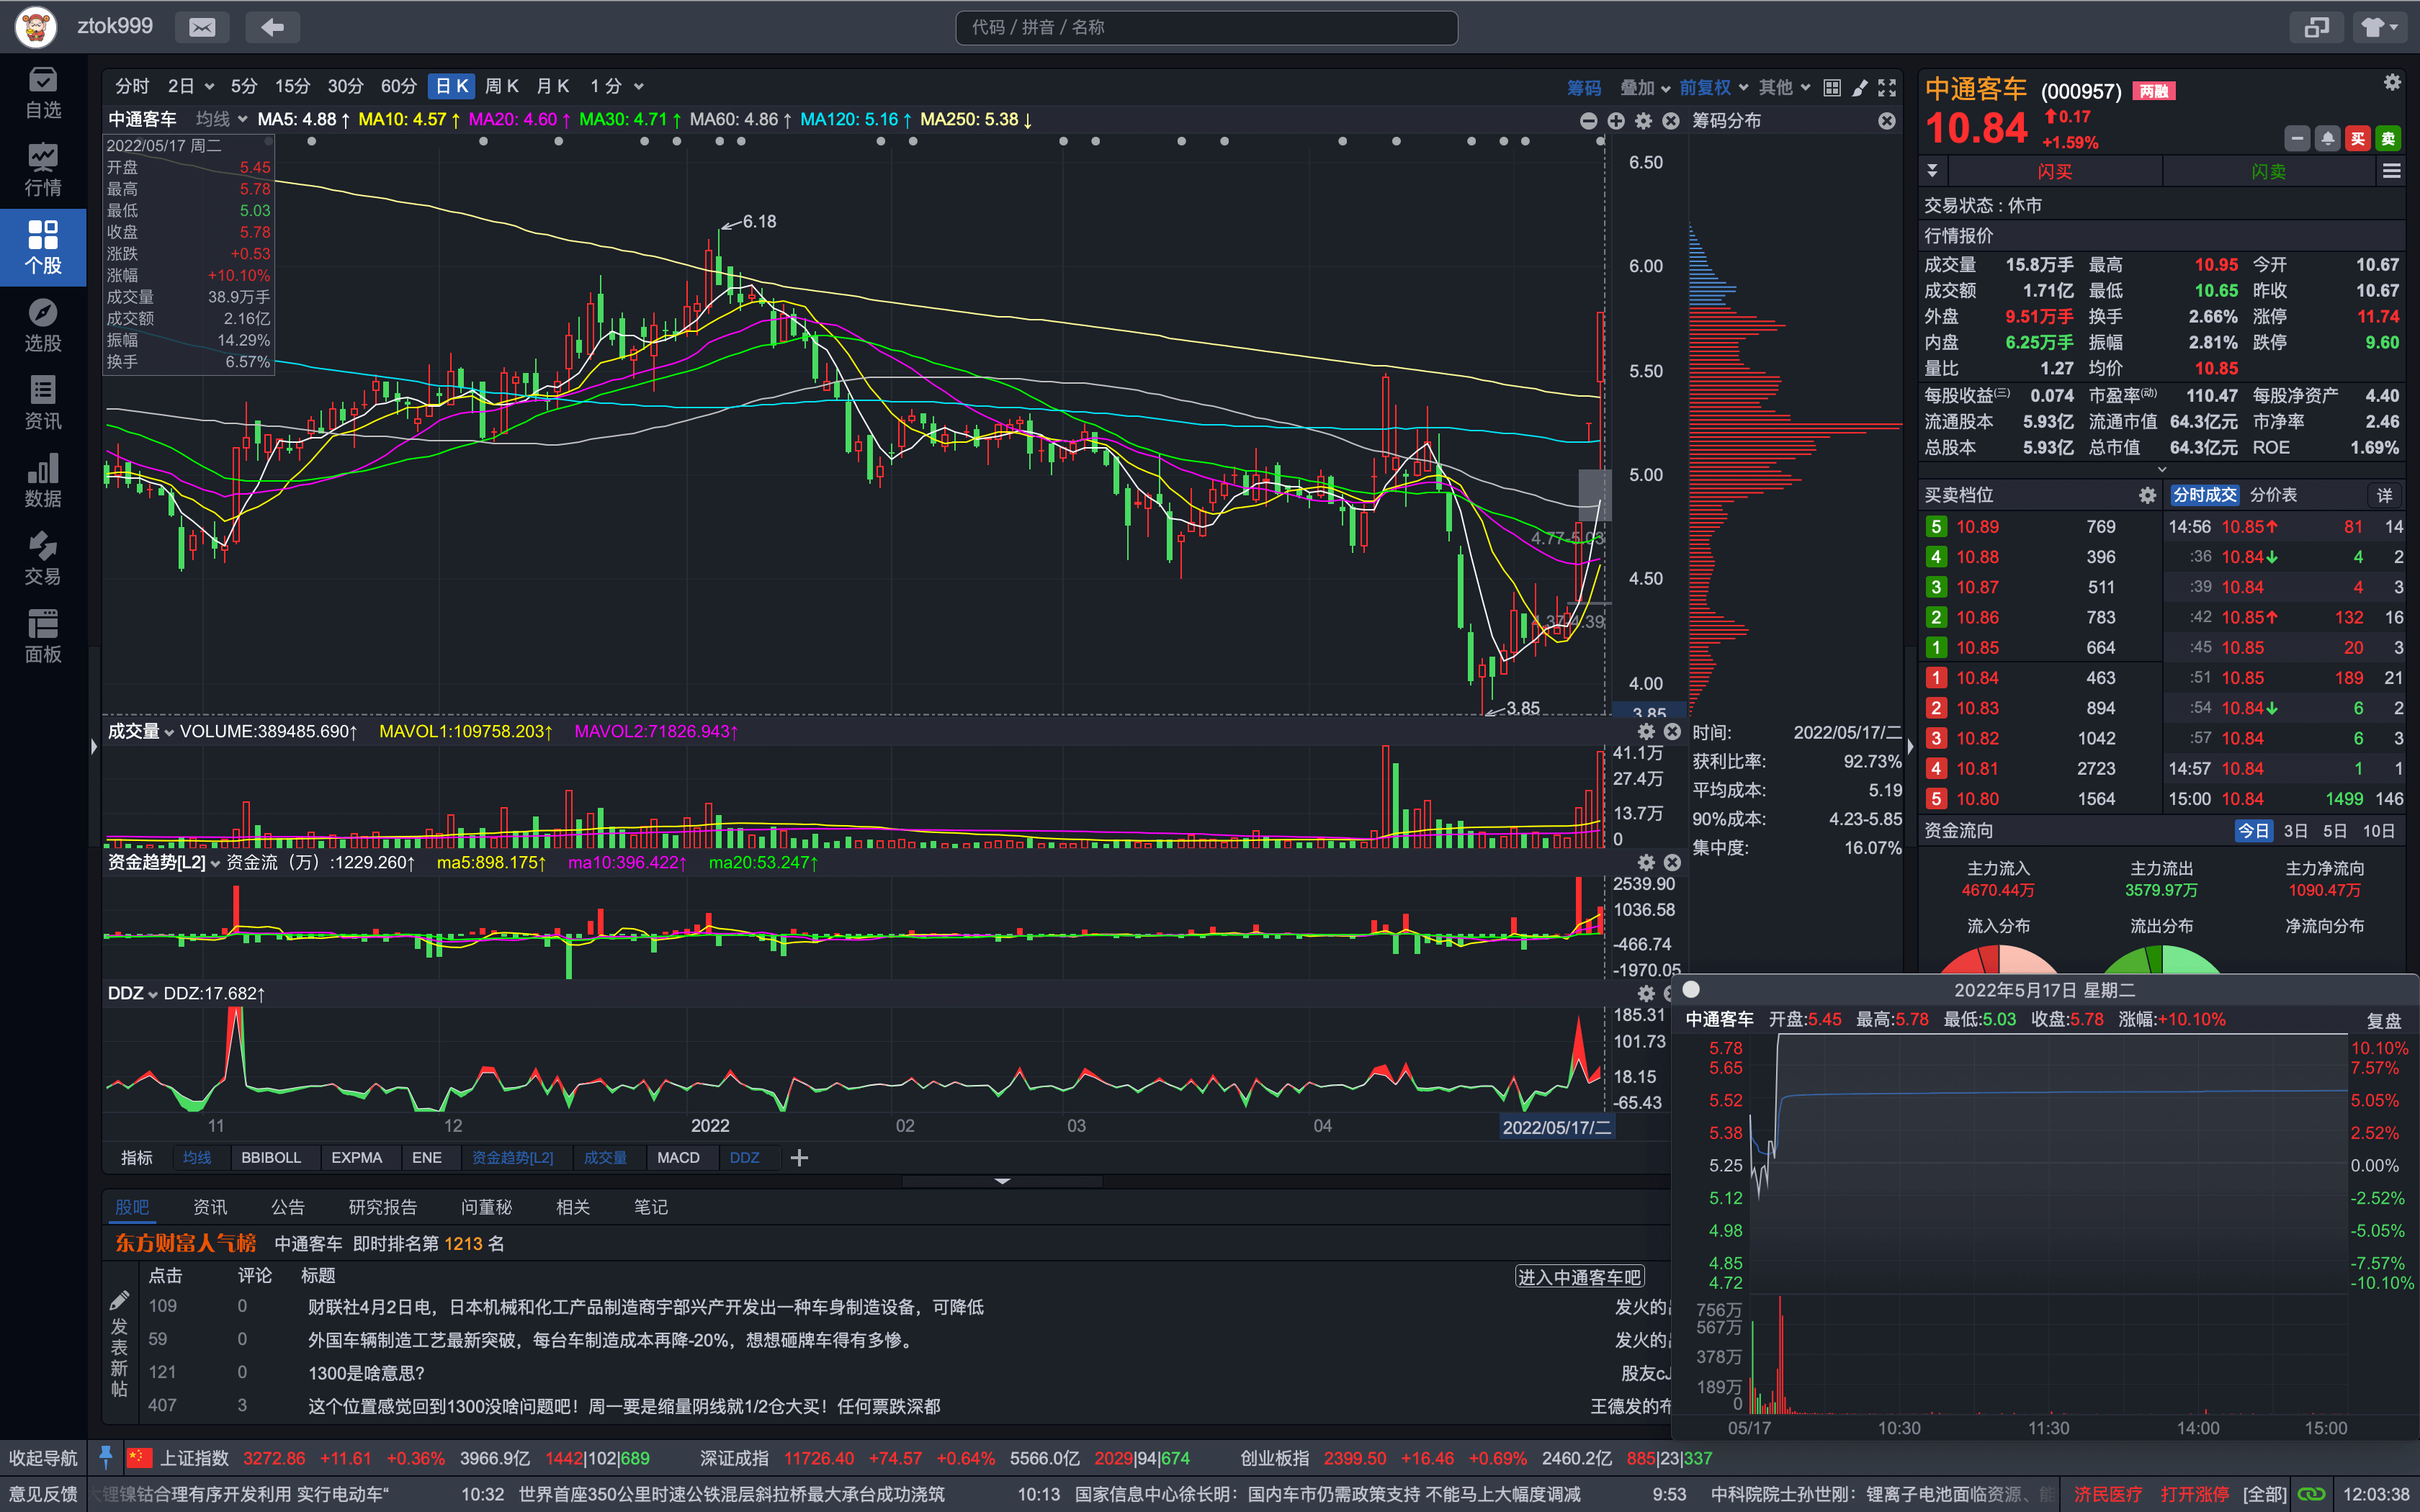 ztok999
代码 / 拼音 / 名称
自选
行情
个股
选股
资讯
数据
交易
面板
分时 2日 5分 15分 30分 60分 日K 周K 月K 1分 筹码 叠加 前复权 其他
中通客车 均线 MA5: 4.88↑ MA10: 4.57↑ MA20: 4.60↑ MA30: 4.71↑ MA60: 4.86↑ MA120: 5.16↑ MA250: 5.38↓
筹码分布
2022/05/17 周二
开盘 5.45
最高 5.78
最低 5.03
收盘 5.78
涨跌 +0.53
涨幅 +10.10%
成交量 38.9万手
成交额 2.16亿
振幅 14.29%
换手 6.57%
6.18
4.77-5.03
4.37-4.39
3.85
6.50
6.00
5.50
5.00
4.50
4.00
3.85
成交量 VOLUME:389485.690↑ MAVOL1:109758.203↑ MAVOL2:71826.943↑
41.1万
27.4万
13.7万
0
资金趋势[L2] 资金流（万）:1229.260↑ ma5:898.175↑ ma10:396.422↑ ma20:53.247↑
2539.90
1036.58
-466.74
-1970.05
DDZ DDZ:17.682↑
185.31
101.73
18.15
-65.43
11 12 2022 02 03 04 2022/05/17/二
指标 均线 BBIBOLL EXPMA ENE 资金趋势[L2] 成交量 MACD DDZ
时间: 2022/05/17/二
获利比率: 92.73%
平均成本: 5.19
90%成本: 4.23-5.85
集中度: 16.07%
股吧 资讯 公告 研究报告 问董秘 相关 笔记
东方财富人气榜 中通客车 即时排名第 1213 名
点击 评论 标题 进入中通客车吧
发表新帖
109 0 财联社4月2日电，日本机械和化工产品制造商宇部兴产开发出一种车身制造设备，可降低 发火的
59 0 外国车辆制造工艺最新突破，每台车制造成本再降-20%，想想砸牌车得有多惨。 发火的
121 0 1300是啥意思？ 股友cJ
407 3 这个位置感觉回到1300没啥问题吧！周一要是缩量阴线就1/2仓大买！任何票跌深都 王德发的
中通客车 (000957) 两融
10.84 0.17
+1.59%
买 卖
闪买 闪卖
交易状态 : 休市
行情报价
成交量 15.8万手 最高 10.95 今开 10.67
成交额 1.71亿 最低 10.65 昨收 10.67
外盘 9.51万手 换手 2.66% 涨停 11.74
内盘 6.25万手 振幅 2.81% 跌停 9.60
量比 1.27 均价 10.85
每股收益(三) 0.074 市盈率(动) 110.47 每股净资产 4.40
流通股本 5.93亿 流通市值 64.3亿元 市净率 2.46
总股本 5.93亿 总市值 64.3亿元 ROE 1.69%
买卖档位 分时成交 分价表 详
5 10.89 769
4 10.88 396
3 10.87 511
2 10.86 783
1 10.85 664
1 10.84 463
2 10.83 894
3 10.82 1042
4 10.81 2723
5 10.80 1564
14:56 10.85↑ 81 14
:36 10.84↓ 4 2
:39 10.84 4 3
:42 10.85↑ 132 16
:45 10.85 20 3
:51 10.85 189 21
:54 10.84↓ 6 2
:57 10.84 6 3
14:57 10.84 1 1
15:00 10.84 1499 146
资金流向 今日 3日 5日 10日
主力流入 主力流出 主力净流向
4670.44万 3579.97万 1090.47万
流入分布 流出分布 净流向分布
2022年5月17日 星期二
中通客车 开盘:5.45 最高:5.78 最低:5.03 收盘:5.78 涨幅:+10.10% 复盘
5.78 10.10%
5.65 7.57%
5.52 5.05%
5.38 2.52%
5.25 0.00%
5.12 -2.52%
4.98 -5.05%
4.85 -7.57%
4.72 -10.10%
756万
567万
378万
189万
0
05/17 10:30 11:30 14:00 15:00
收起导航 上证指数 3272.86 +11.61 +0.36% 3966.9亿 1442|102|689 深证成指 11726.40 +74.57 +0.64% 5566.0亿 2029|94|674 创业板指 2399.50 +16.46 +0.69% 2460.2亿 885|23|337
意见反馈 锂镍钴合理有序开发利用 实行电动车“ 10:32 世界首座350公里时速公铁混层斜拉桥最大承台成功浇筑 10:13 国家信息中心徐长明：国内车市仍需政策支持 不能马上大幅度调减 9:53 中科院院士孙世刚：锂离子电池面临资源、 济民医疗 打开涨停 [全部] 12:03:38